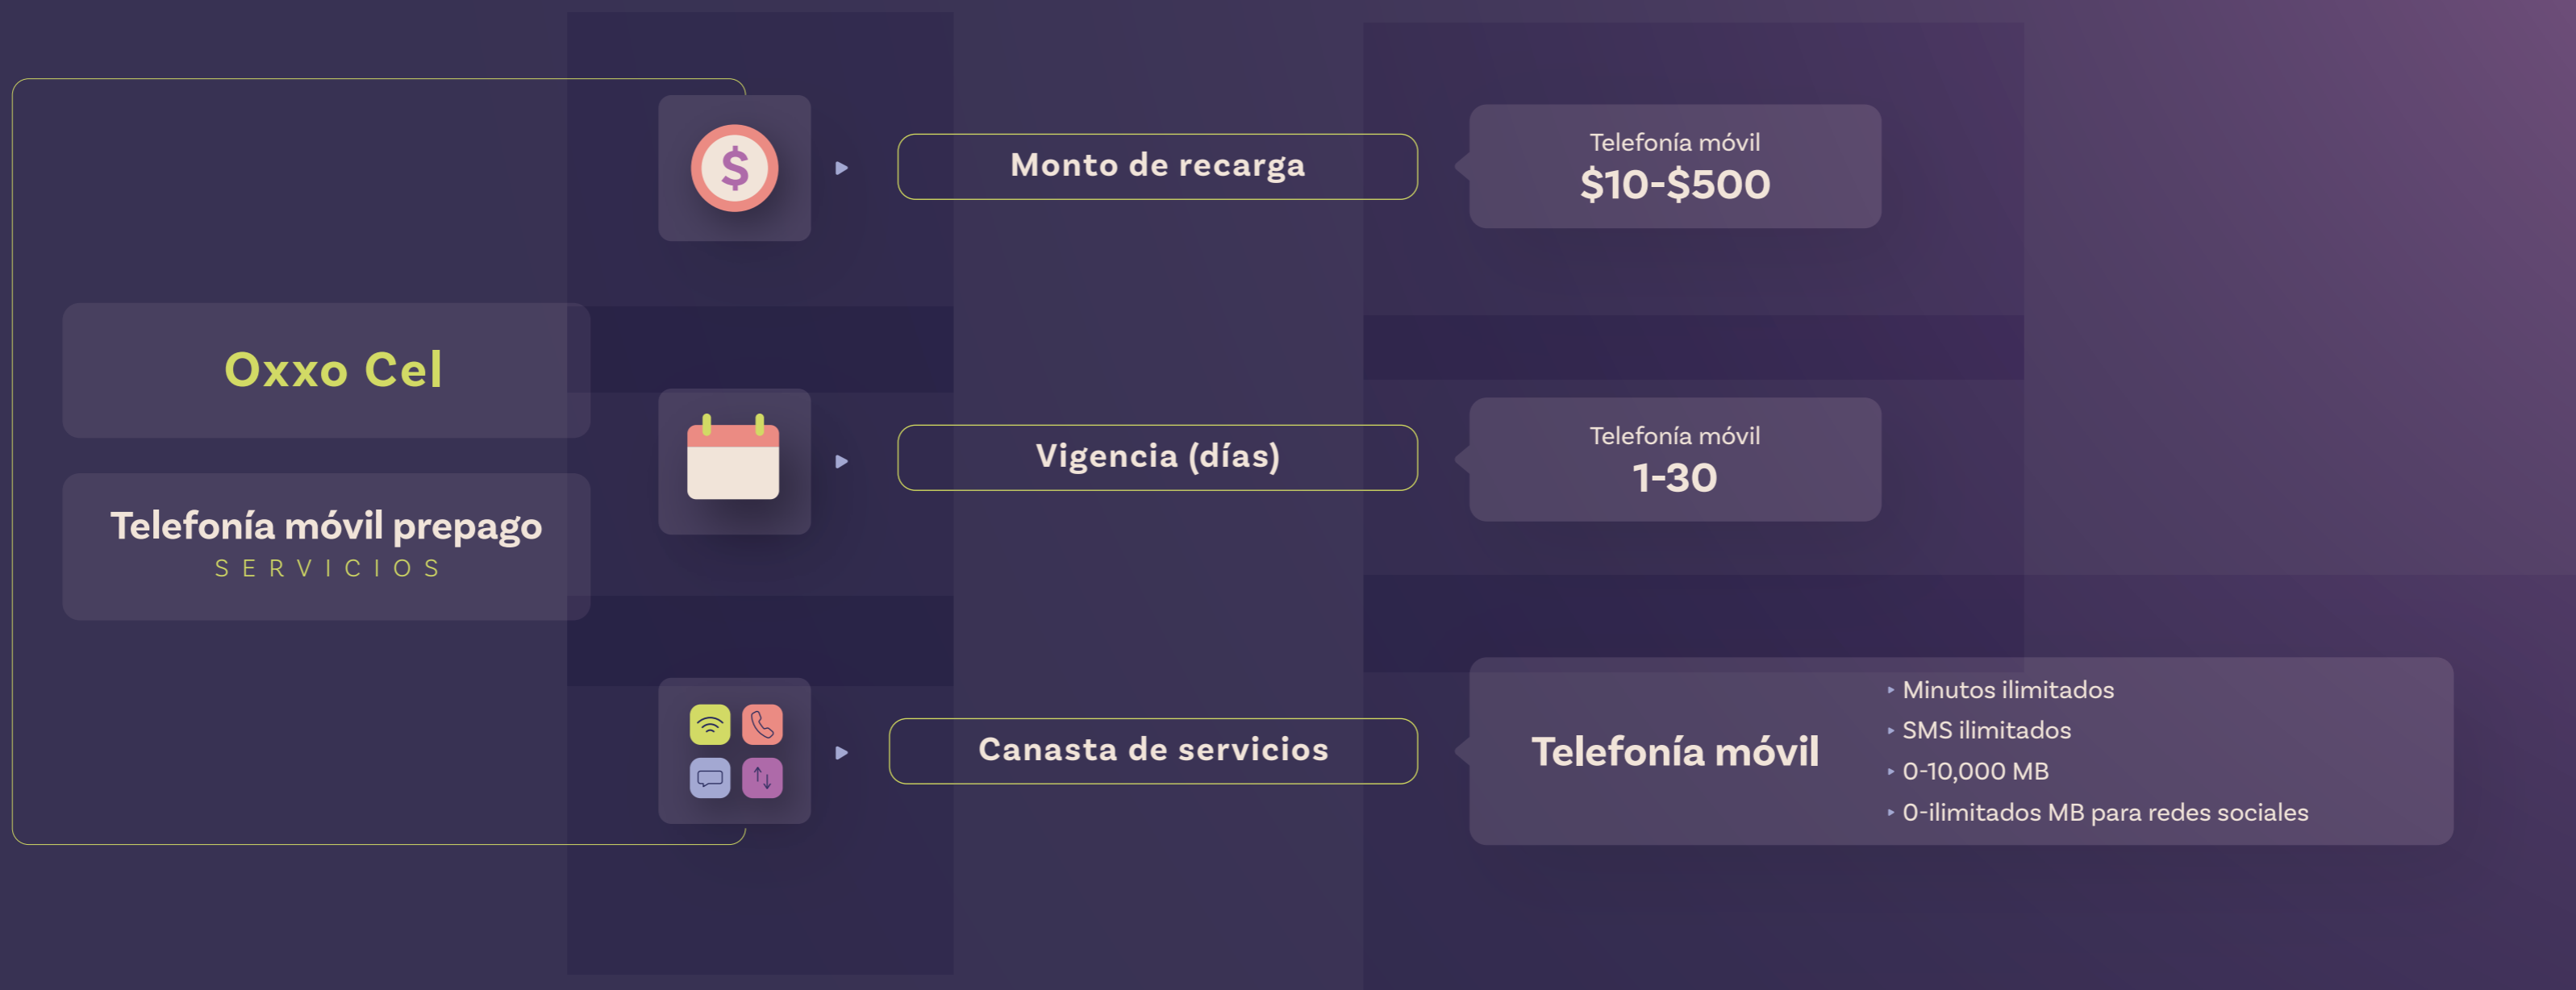 Oxxo Cel
Telefonía móvil prepago
SERVICIOS
$
Monto de recarga
Telefonía móvil
$10-$500
Vigencia (días)
Telefonía móvil
1-30
Canasta de servicios
Telefonía móvil
Minutos ilimitados
SMS ilimitados
0-10,000 MB
0-ilimitados MB para redes sociales